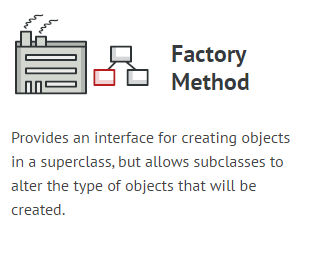 Factory
Method
Provides an interface for creating objects
in a superclass, but allows subclasses to
alter the type of objects that will be
created.